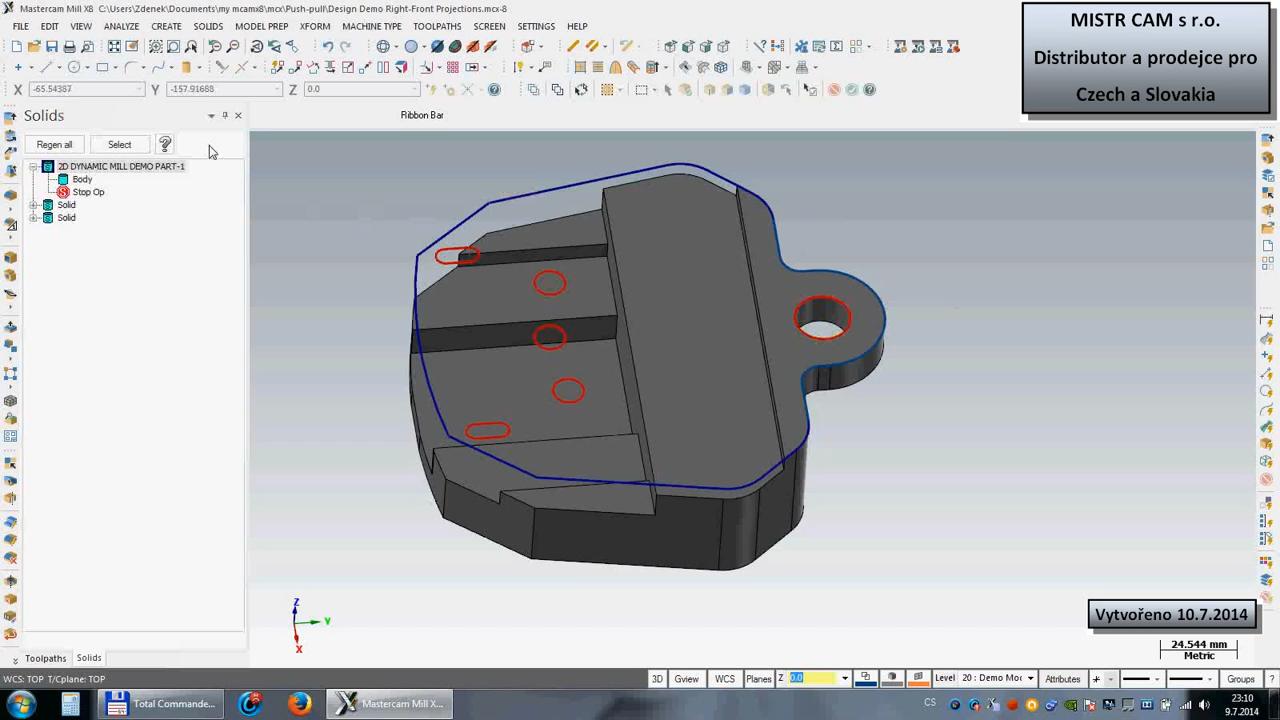 Mastercam Mill X8 - C:\Users\Zdenek\Documents\my mcamx8\mcx\Push-pull\Design Demo Right-Front Projections.mcx-8
FILE EDIT VIEW ANALYZE CREATE SOLIDS MODEL PREP XFORM MACHINE TYPE TOOLPATHS SCREEN SETTINGS HELP
MISTR CAM s r.o.
Distributor a prodejce pro
Czech a Slovakia
X -65.54387 Y -157.91688 Z 0.0
Solids
Ribbon Bar
Regen all Select
2D DYNAMIC MILL DEMO PART-1
Body
Stop Op
Solid
Solid
Z
Y
X
Vytvořeno 10.7.2014
24.544 mm
Metric
Toolpaths Solids
WCS: TOP T/Cplane: TOP
3D Gview WCS Planes Z 0.0 Level 20 : Demo Mod Attributes Groups ?
Total Commande...
Mastercam Mill X...
CS
23:10
9.7.2014